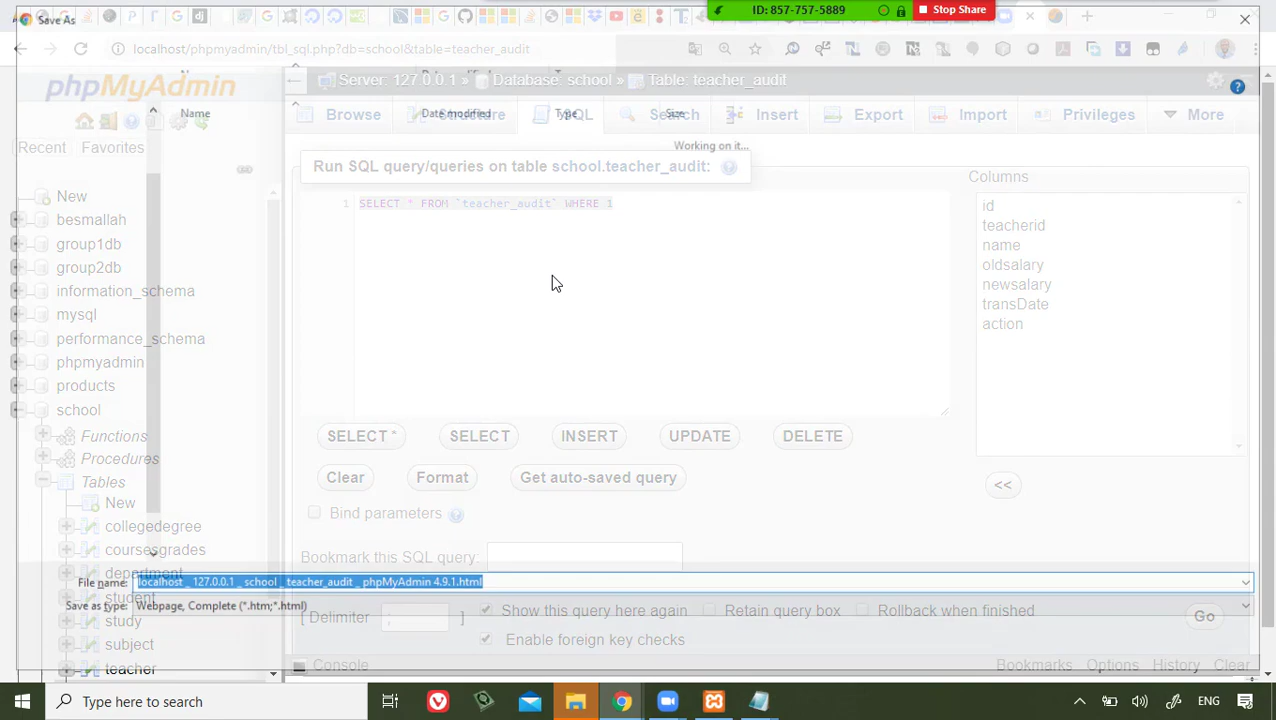 Save As
ID: 857-757-5889
Stop Share
localhost/phpmyadmin/tbl_sql.php?db=school&table=teacher_audit
phpMyAdmin
Server: 127.0.0.1 » Database: school » Table: teacher_audit
Name
Date modified
Type
Size
Browse
Structure
SQL
Search
Insert
Export
Import
Privileges
More
Working on it...
Recent
Favorites
Run SQL query/queries on table school.teacher_audit:
Columns
New
besmallah
group1db
group2db
information_schema
mysql
performance_schema
phpmyadmin
products
school
Functions
Procedures
Tables
New
collegedegree
coursesgrades
department
student
study
subject
teacher
1 SELECT * FROM `teacher_audit` WHERE 1
id
teacherid
name
oldsalary
newsalary
transDate
action
SELECT * SELECT INSERT UPDATE DELETE
Clear Format Get auto-saved query
<<
Bind parameters
Bookmark this SQL query:
File name: localhost _ 127.0.0.1 _ school _ teacher_audit _ phpMyAdmin 4.9.1.html
Save as type: Webpage, Complete (*.htm;*.html)
[ Delimiter ; ]
Show this query here again
Retain query box
Rollback when finished
Go
Enable foreign key checks
Console
Bookmarks Options History Clear
Type here to search
ENG